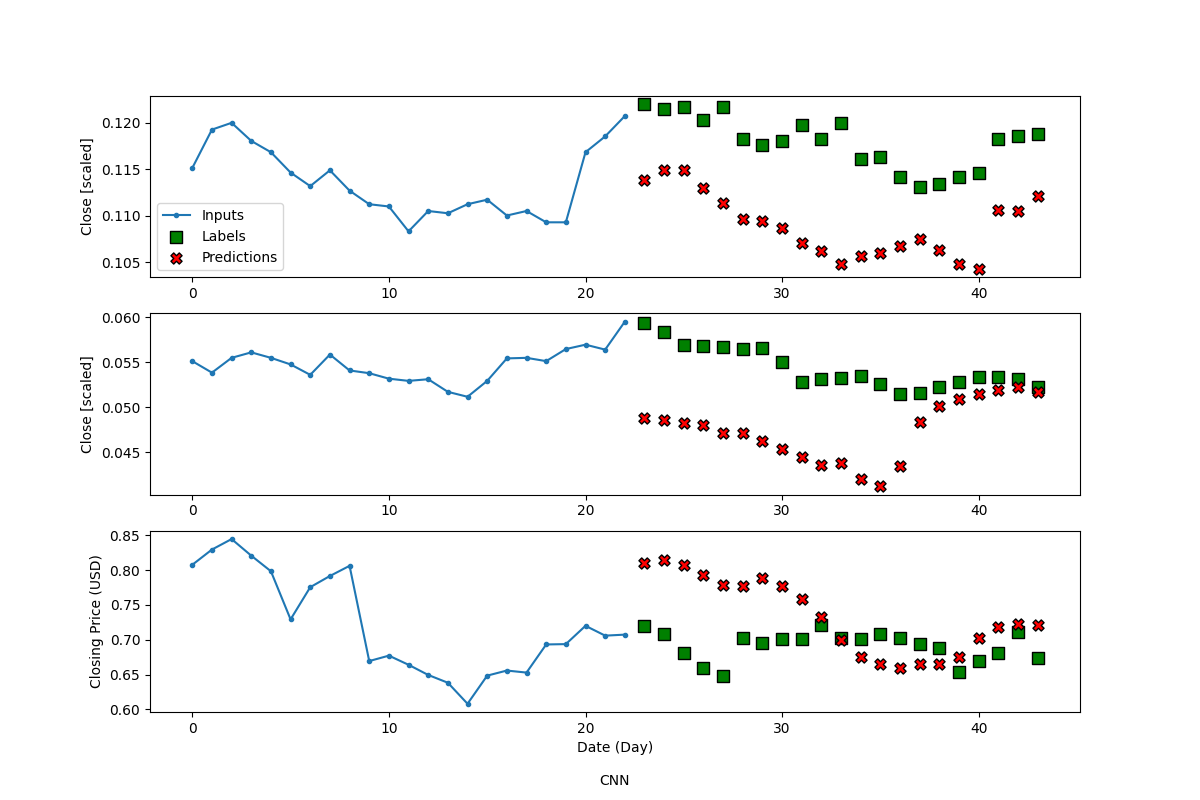 Close [scaled]
0.120
0.115
0.110
0.105
Inputs
Labels
Predictions
0 10 20 30 40
Close [scaled]
0.060
0.055
0.050
0.045
0 10 20 30 40
Closing Price (USD)
0.85
0.80
0.75
0.70
0.65
0.60
0 10 20 30 40
Date (Day)
CNN